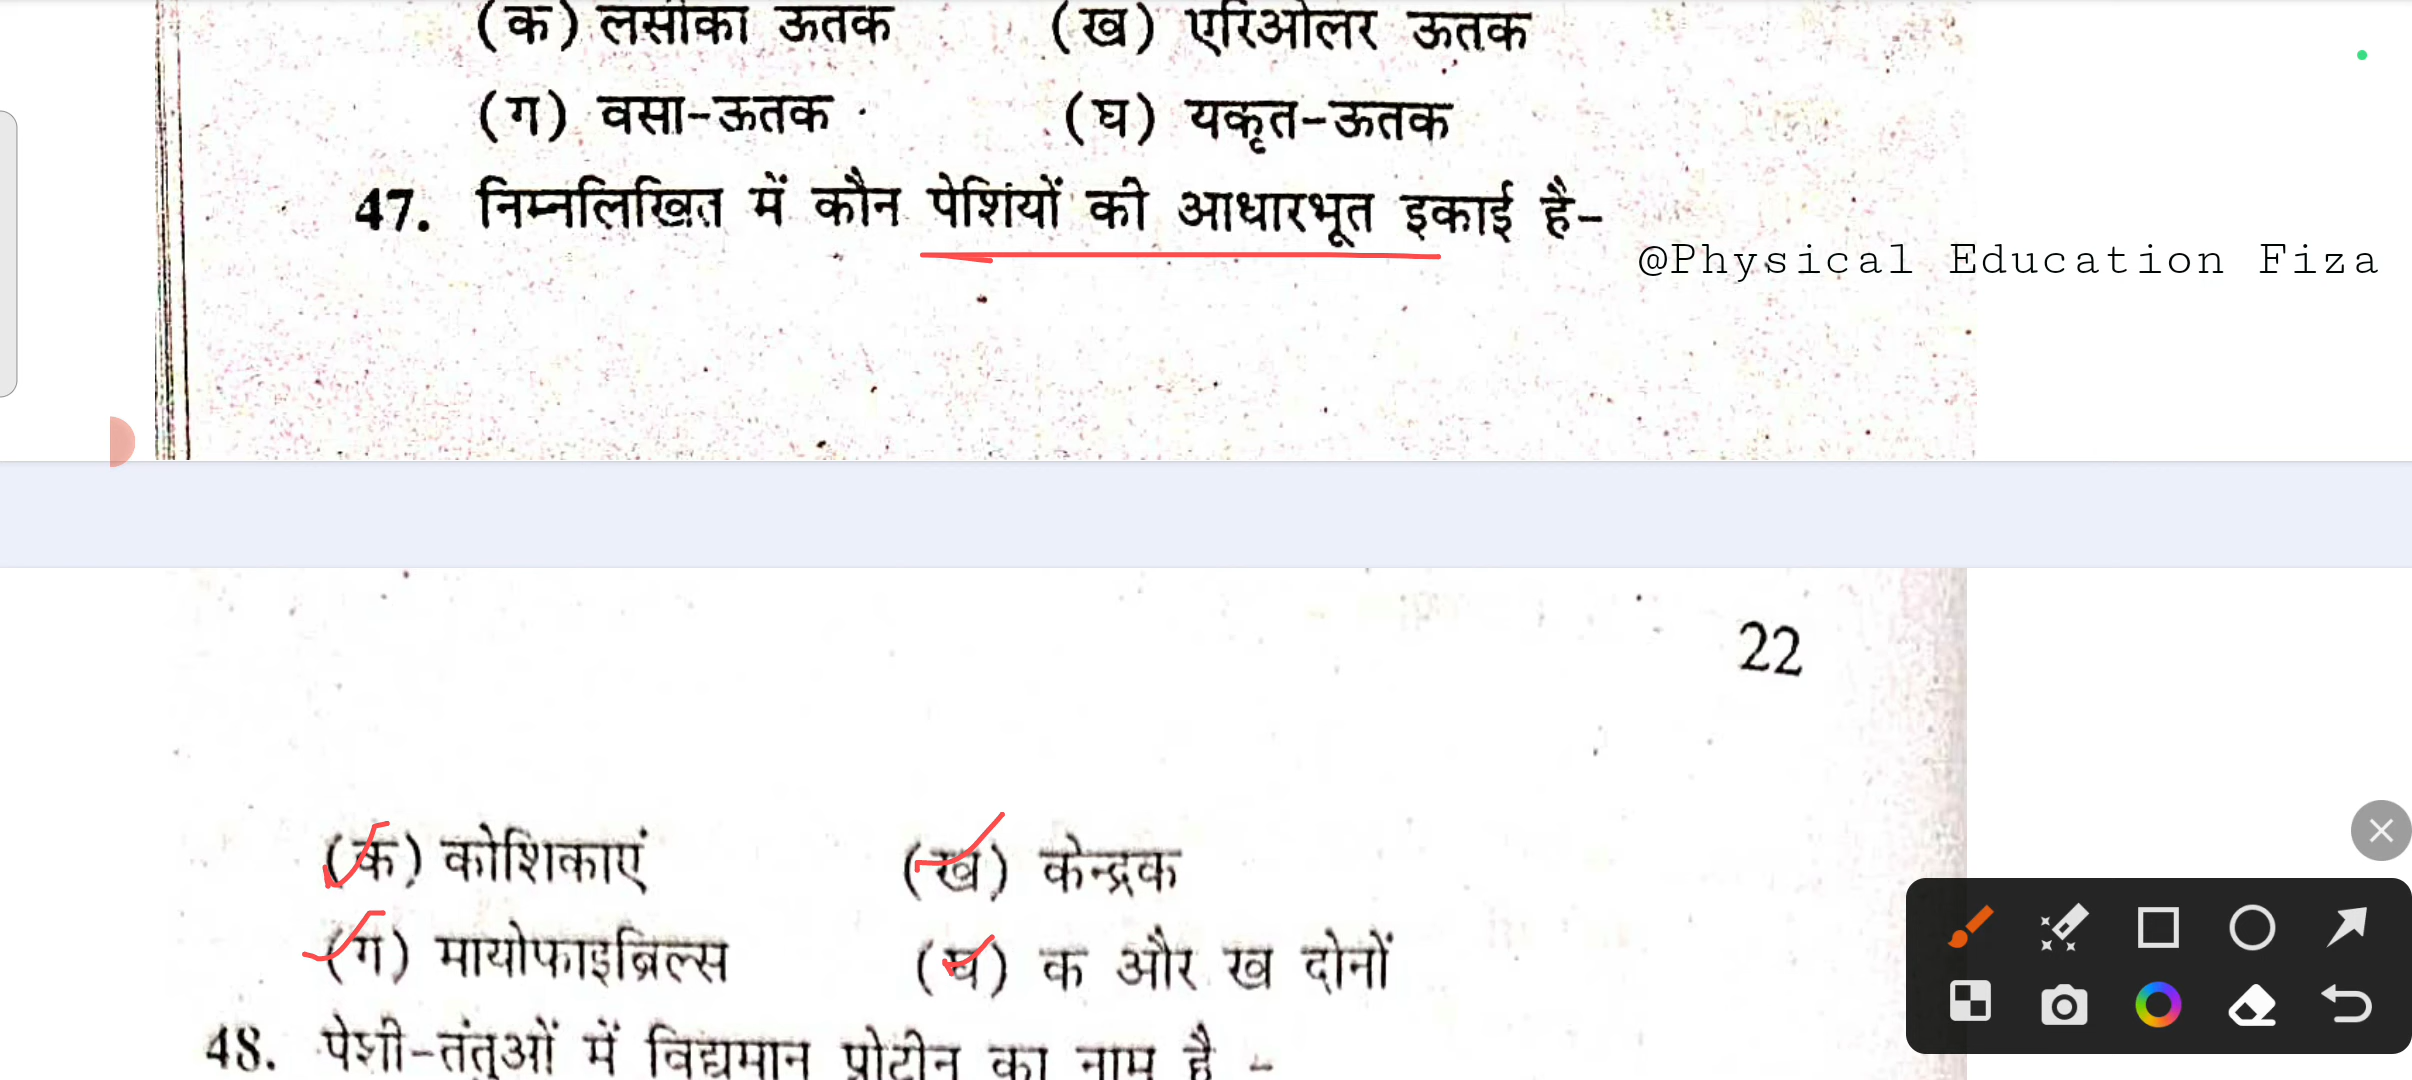 (क) लसीका ऊतक (ख) एरिओलर ऊतक
(ग) वसा-ऊतक (घ) यकृत-ऊतक
47. निम्नलिखित में कौन पेशियों की आधारभूत इकाई है-
@Physical Education Fiza
22
(क) कोशिकाएं (ख) केन्द्रक
(ग) मायोफाइब्रिल्स (घ) क और ख दोनों
48. पेशी-तंतुओं में विद्यमान प्रोटीन का नाम है -